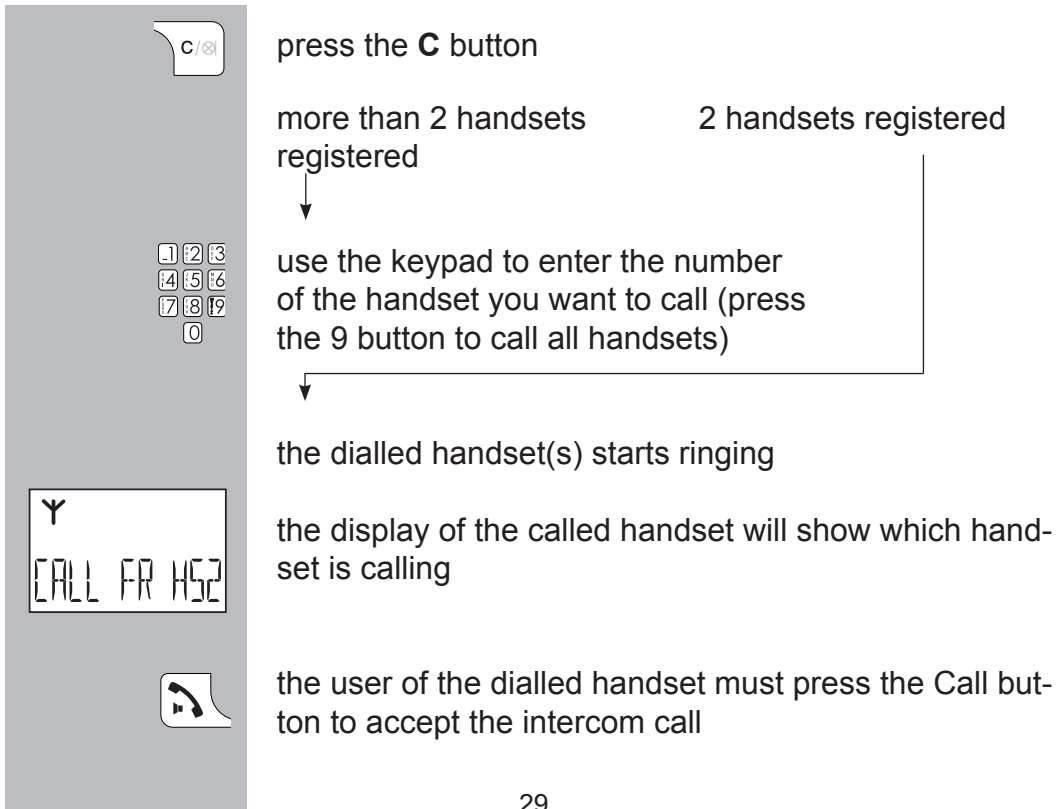 C/
press the C button
more than 2 handsets registered
2 handsets registered
1 2 3
4 5 6
7 8 9
0
use the keypad to enter the number
of the handset you want to call (press
the 9 button to call all handsets)
the dialled handset(s) starts ringing
the display of the called handset will show which hand-
set is calling
CALL FR HS2
the user of the dialled handset must press the Call but-
ton to accept the intercom call
29